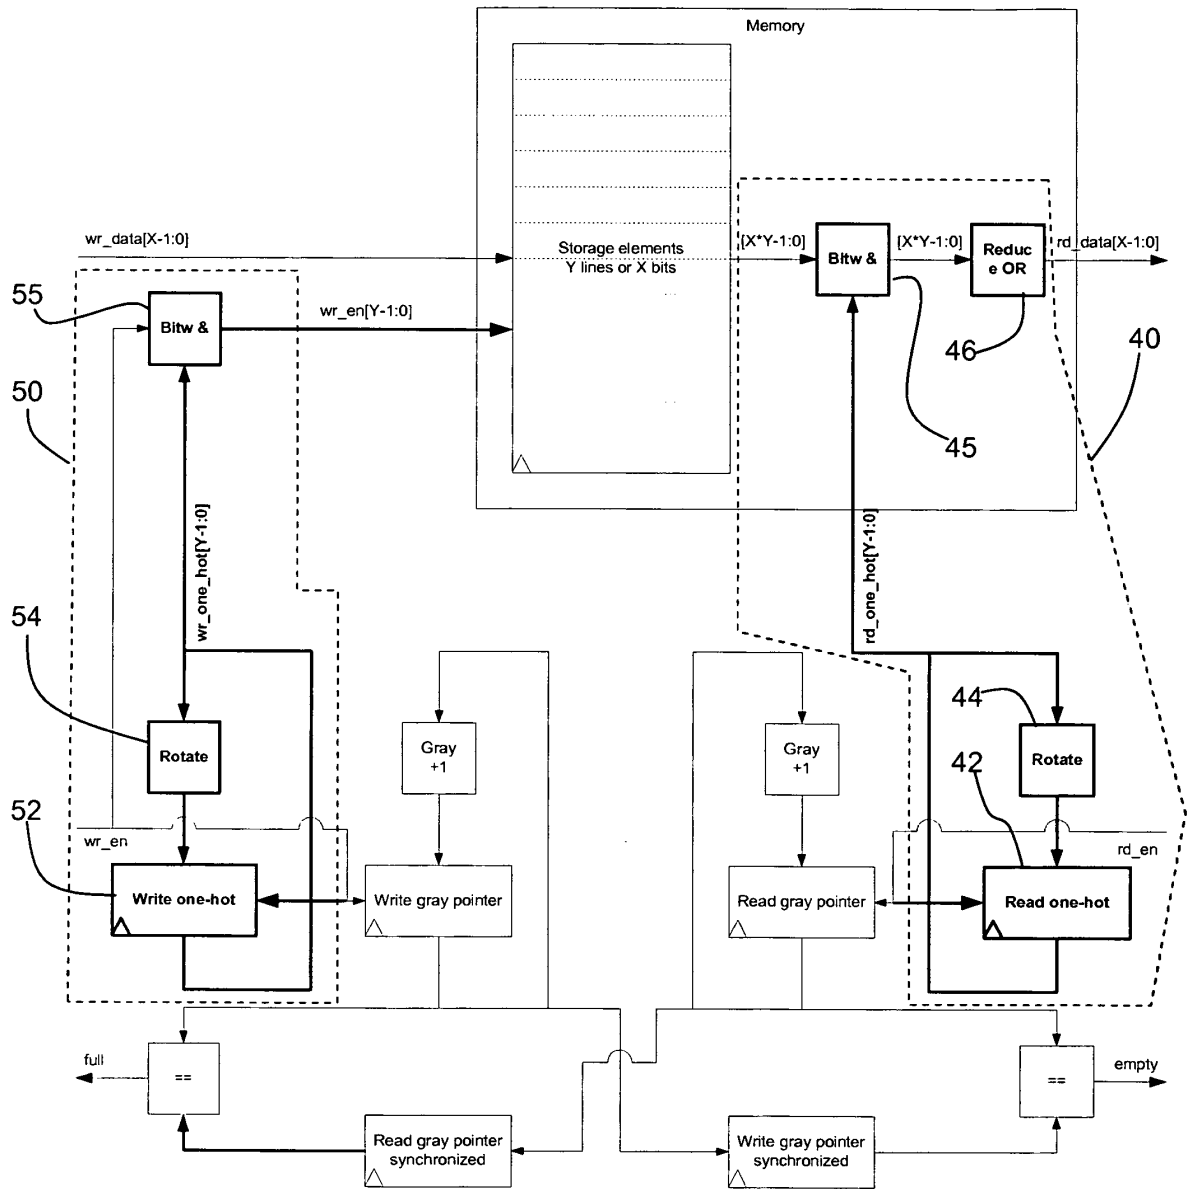 Memory
wr_data[X-1:0]
Storage elements
Y lines or X bits
[X*Y-1:0]
Bitw &
[X*Y-1:0]
Reduc
e OR
rd_data[X-1:0]
55
Bitw &
wr_en[Y-1:0]
46
40
50
45
wr_one_hot[Y-1:0]
rd_one_hot[Y-1:0]
54
Rotate
Gray
+1
Gray
+1
44
Rotate
42
52
wr_en
rd_en
Write one-hot
Write gray pointer
Read gray pointer
Read one-hot
full
==
==
empty
Read gray pointer
synchronized
Write gray pointer
synchronized